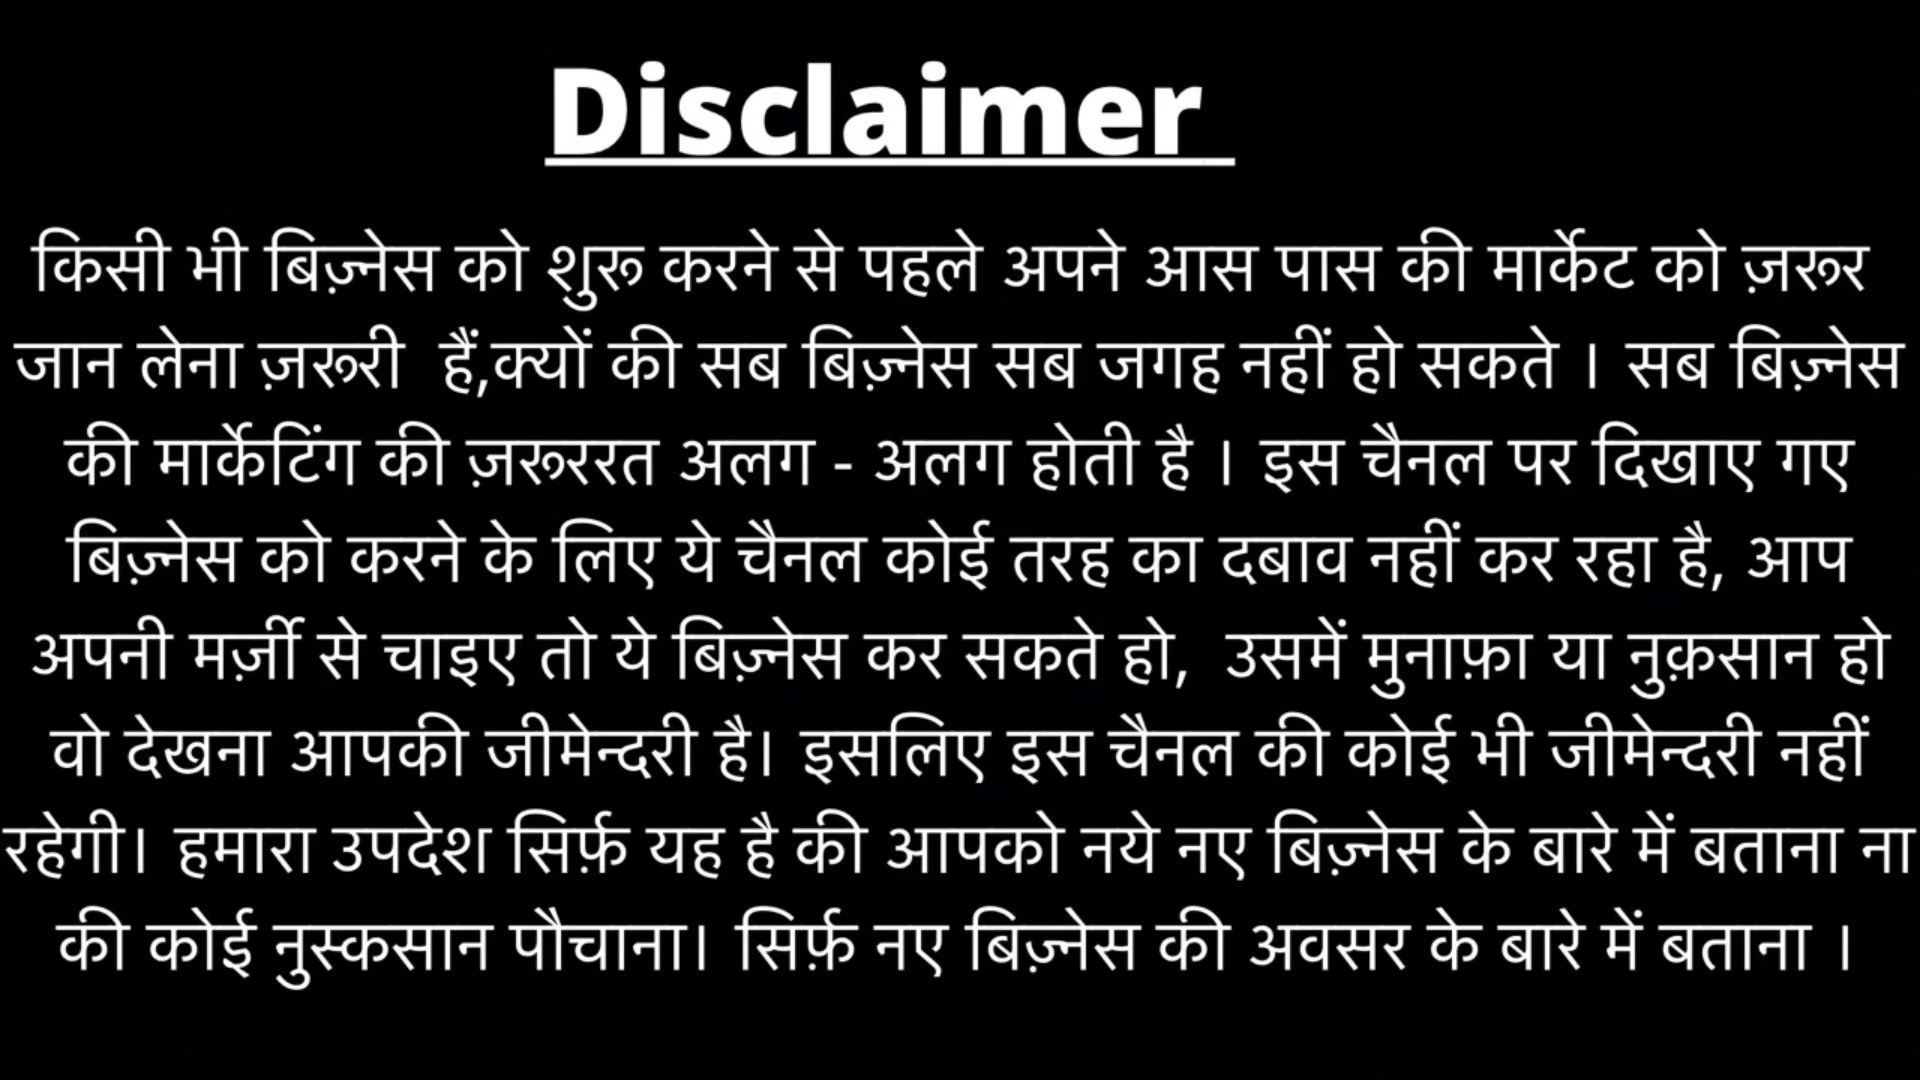 Disclaimer
किसी भी बिज़्नेस को शुरू करने से पहले अपने आस पास की मार्केट को ज़रूर
जान लेना ज़रूरी हैं,क्यों की सब बिज़्नेस सब जगह नहीं हो सकते । सब बिज़्नेस
की मार्केटिंग की ज़रूररत अलग - अलग होती है । इस चैनल पर दिखाए गए
बिज़्नेस को करने के लिए ये चैनल कोई तरह का दबाव नहीं कर रहा है, आप
अपनी मर्ज़ी से चाइए तो ये बिज़्नेस कर सकते हो, उसमें मुनाफ़ा या नुक़सान हो
वो देखना आपकी जीमेन्दरी है। इसलिए इस चैनल की कोई भी जीमेन्दरी नहीं
रहेगी। हमारा उपदेश सिर्फ़ यह है की आपको नये नए बिज़्नेस के बारे में बताना ना
की कोई नुस्कसान पौचाना। सिर्फ़ नए बिज़्नेस की अवसर के बारे में बताना ।